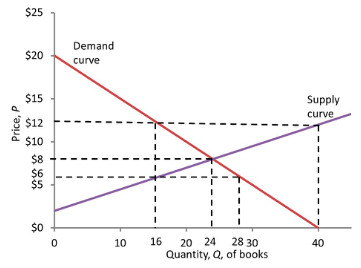 $25
$20
Demand
curve
$15
Supply
curve
$12
$10
$8
$6
$5
$0
Price, P
0 10 16 20 24 28 30 40
Quantity, Q, of books